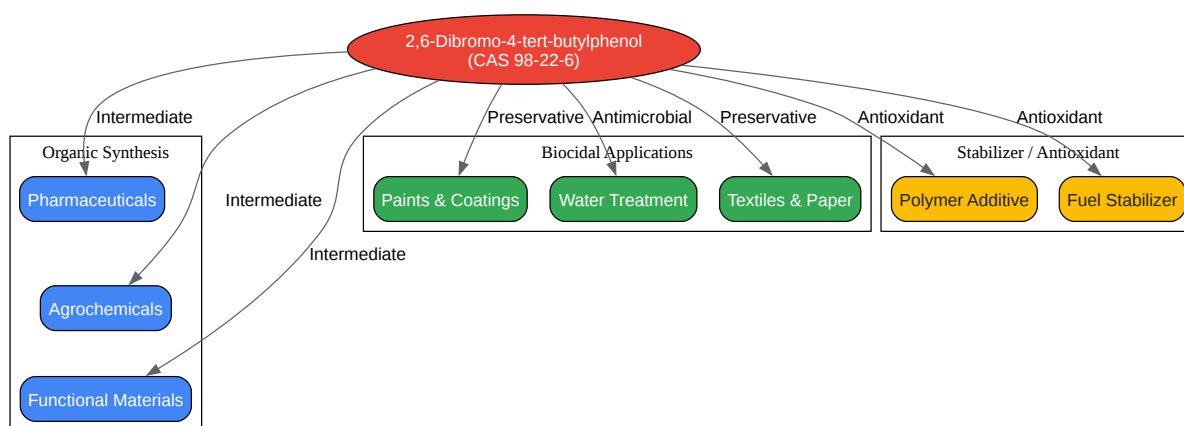 2,6-Dibromo-4-tert-butylphenol
(CAS 98-22-6)
Intermediate
Preservative
Antimicrobial
Preservative
Antioxidant
Antioxidant
Organic Synthesis
Biocidal Applications
Stabilizer / Antioxidant
Pharmaceuticals
Intermediate
Paints & Coatings
Water Treatment
Textiles & Paper
Polymer Additive
Fuel Stabilizer
Intermediate
Agrochemicals
Functional Materials